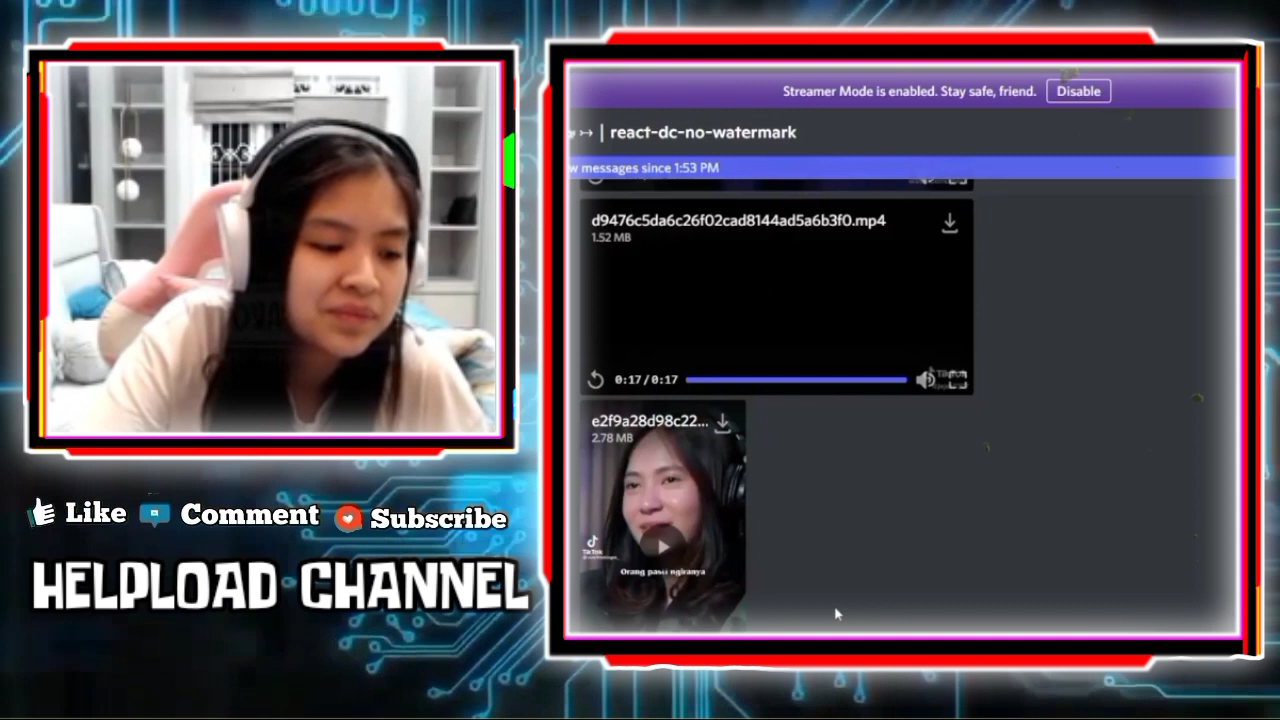 Streamer Mode is enabled. Stay safe, friend.
Disable
react-dc-no-watermark
w messages since 1:53 PM
d9476c5da6c26f02cad8144ad5a6b3f0.mp4
1.52 MB
0:17/0:17
e2f9a28d98c22...
2.78 MB
TikTok
Orang pasti ngiranya
Like
Comment
Subscribe
HELPLOAD CHANNEL